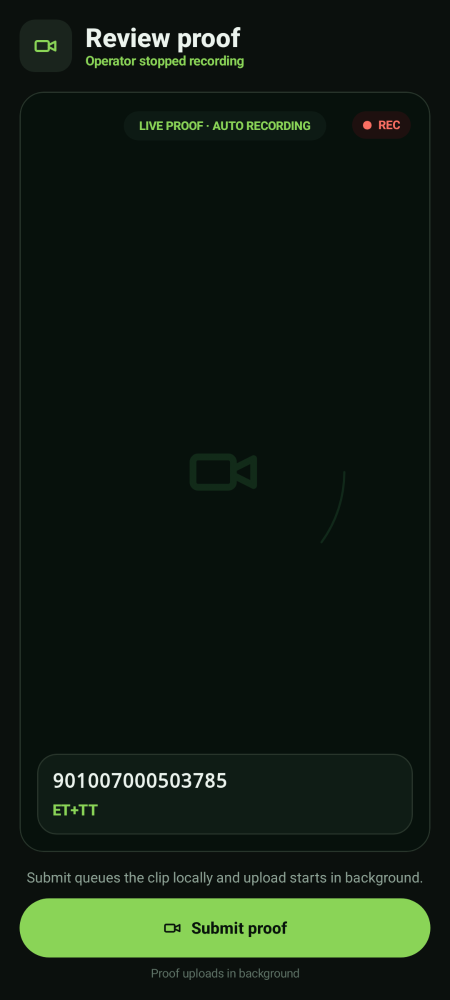 Review proof
Operator stopped recording
LIVE PROOF · AUTO RECORDING
REC
901007000503785
ET+TT
Submit queues the clip locally and upload starts in background.
Submit proof
Proof uploads in background